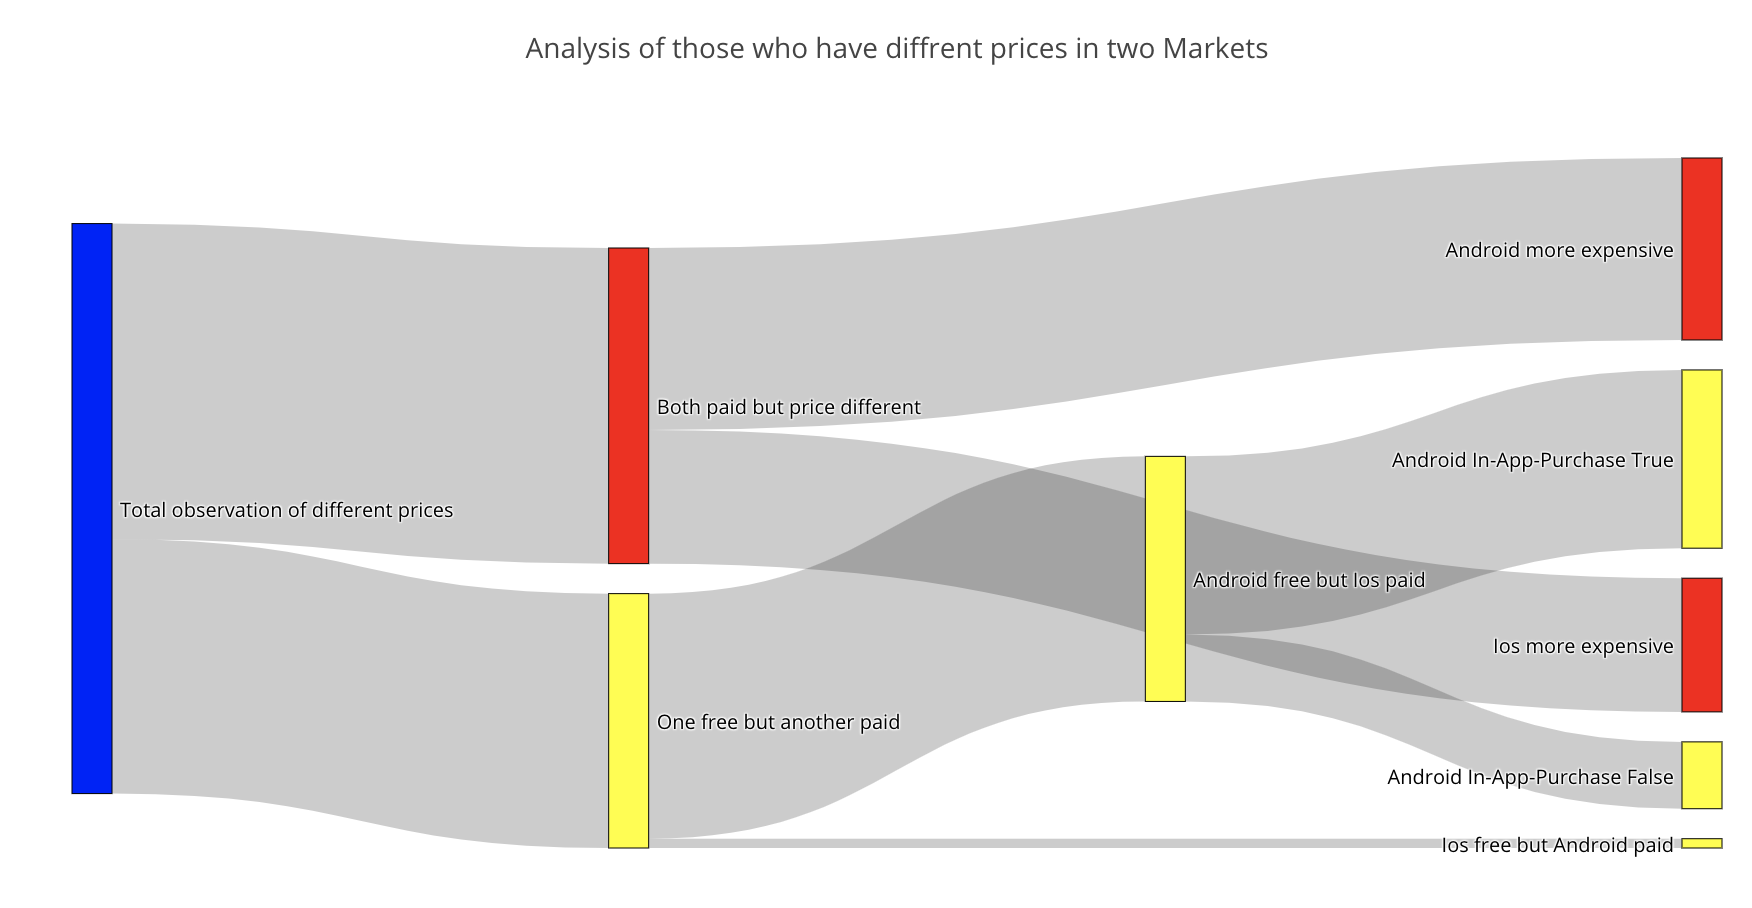 Analysis of those who have diffrent prices in two Markets
Android more expensive
Both paid but price different
Android In-App-Purchase True
Total observation of different prices
Android free but Ios paid
Ios more expensive
One free but another paid
Android In-App-Purchase False
Ios free but Android paid